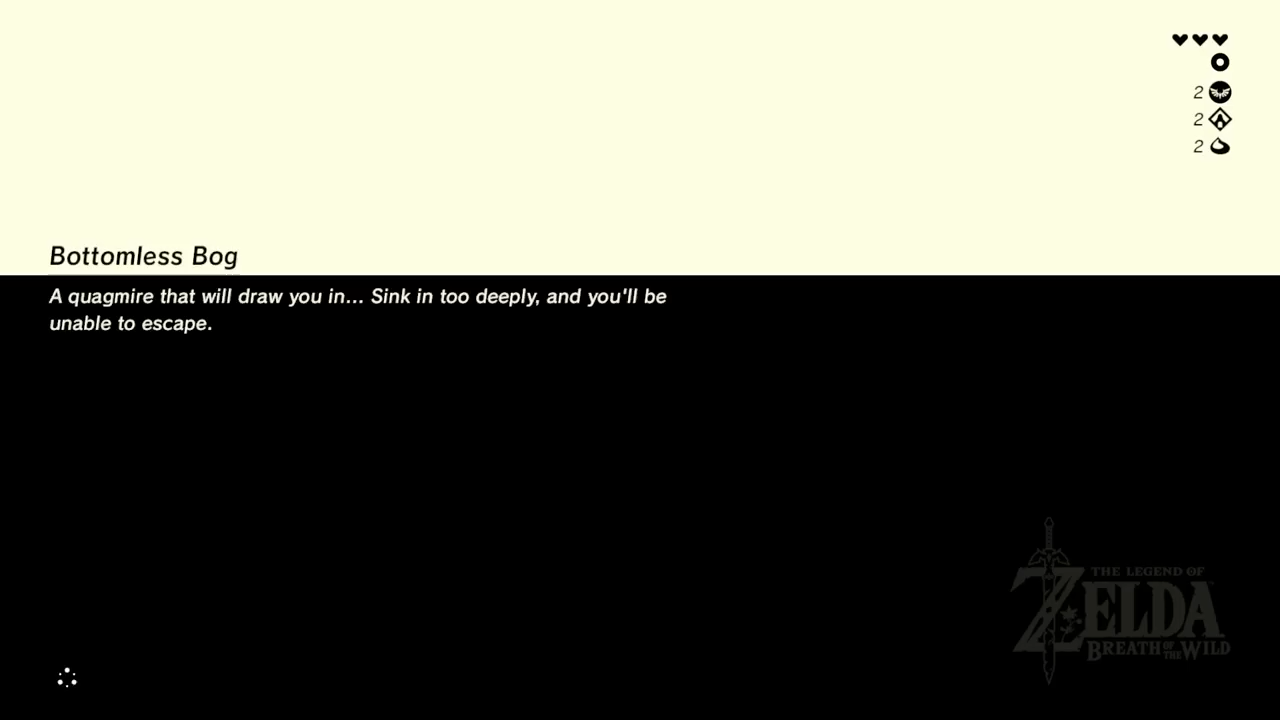 2
2
2
Bottomless Bog
A quagmire that will draw you in... Sink in too deeply, and you'll be
unable to escape.
THE LEGEND OF
ZELDA
BREATH OF THE WILD